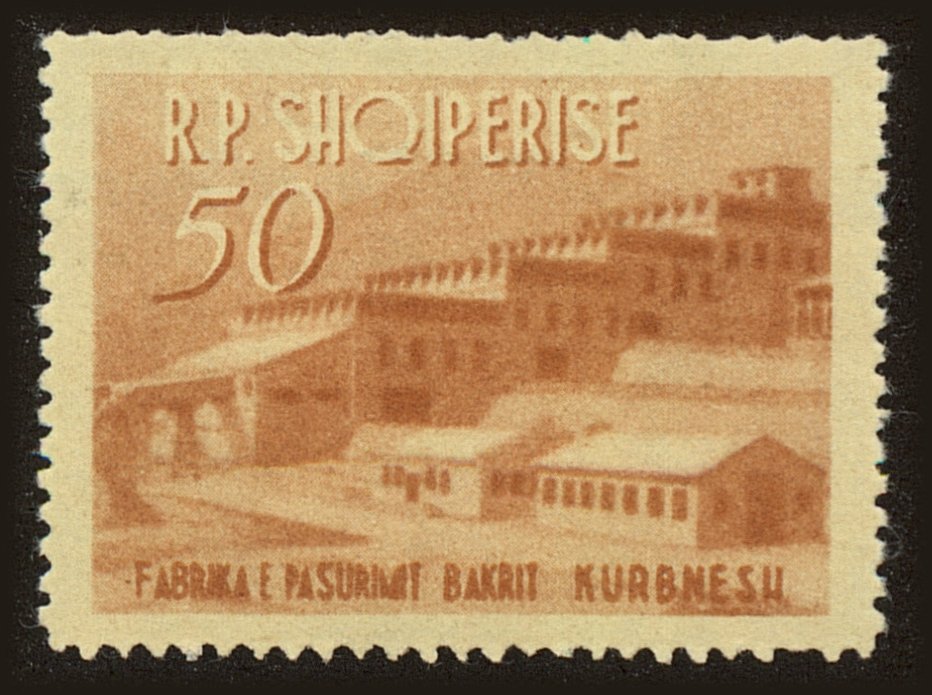 R.P. SHQIPERISE
50
FABRIKA E PASURIMIT BAKRIT KURBNESH